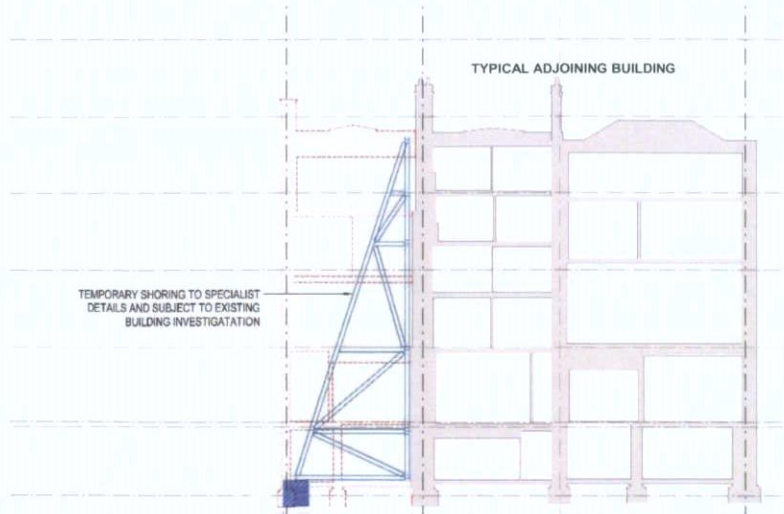 TYPICAL ADJOINING BUILDING
TEMPORARY SHORING TO SPECIALIST
DETAILS AND SUBJECT TO EXISTING
BUILDING INVESTIGATATION